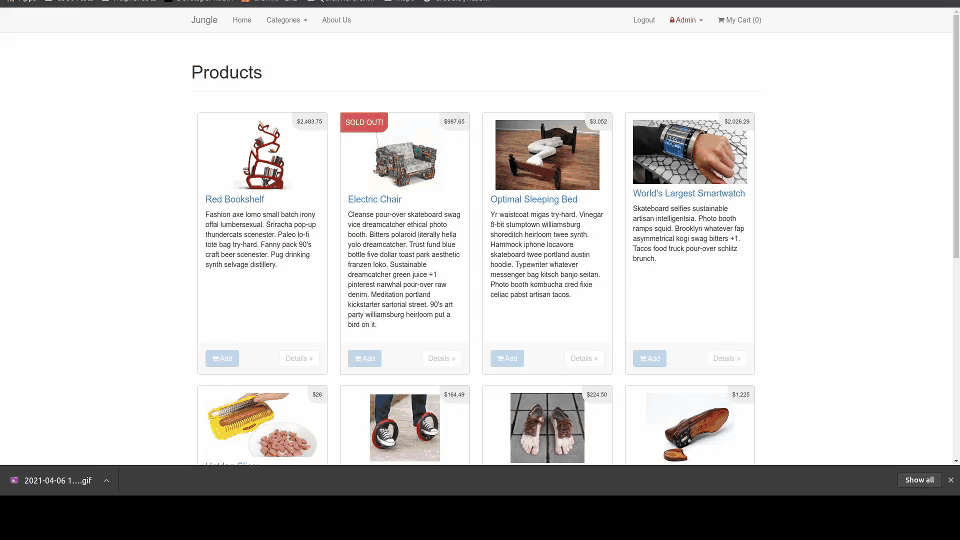 Jungle Home Categories About Us Logout Admin My Cart (0)
Products
$2,483.75
SOLD OUT!
$987.65
$3,052
$2,026.29
Red Bookshelf
Fashion axe lomo small batch irony
offal lumbersexual. Sriracha pop-up
thundercats scenester. Paleo lo-fi
tote bag try-hard. Fanny pack 90's
craft beer scenester. Pug drinking
synth selvage distillery.
Add
Details »
Electric Chair
Cleanse pour-over skateboard swag
vice dreamcatcher ethical photo
booth. Bitters polaroid literally hella
yolo dreamcatcher. Trust fund blue
bottle five dollar toast park aesthetic
franzen loko. Sustainable
dreamcatcher green juice +1
pinterest narwhal pour-over raw
denim. Meditation portland
kickstarter sartorial street. 90's art
party williamsburg heirloom put a
bird on it.
Add
Details »
Optimal Sleeping Bed
Yr waistcoat migas try-hard. Vinegar
8-bit stumptown williamsburg
shoreditch heirloom twee synth.
Hammock iphone locavore
skateboard twee portland austin
hoodie. Typewriter whatever
messenger bag kitsch banjo seitan.
Photo booth kombucha cred fixie
celiac pabst artisan tacos.
Add
Details »
World's Largest Smartwatch
Skateboard selfies sustainable
artisan intelligentsia. Photo booth
ramps squid. Brooklyn whatever fap
asymmetrical kogi swag bitters +1.
Tacos food truck pour-over schlitz
brunch.
Add
Details »
$26
$164.49
$224.50
$1,225
2021-04-06 1....gif
Show all